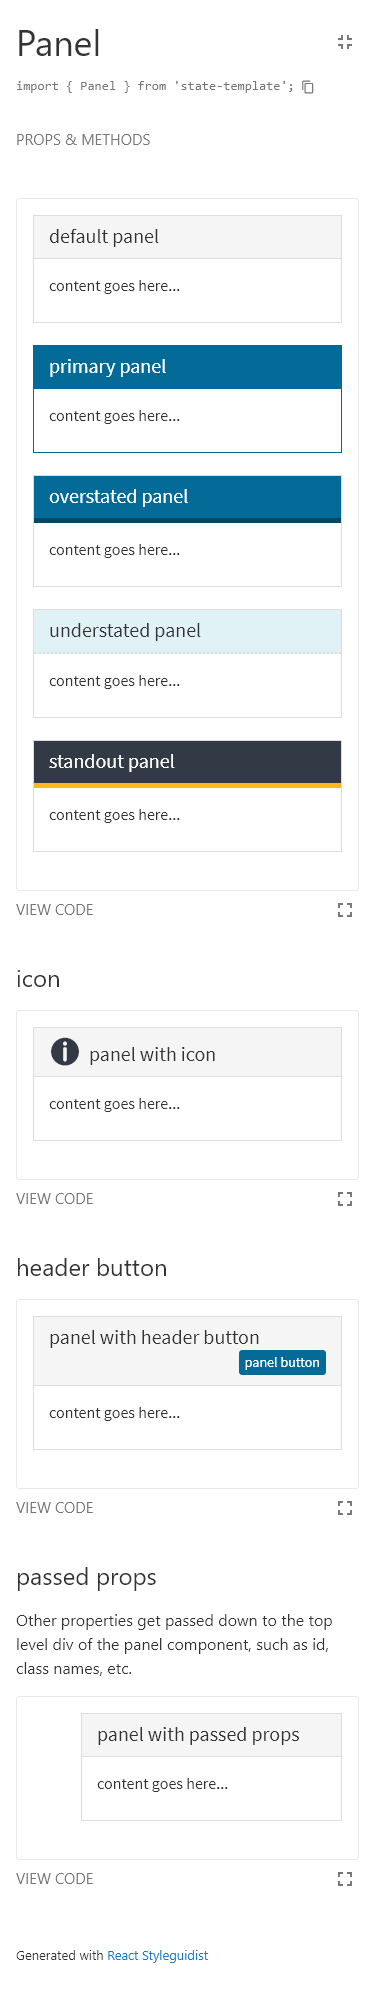 Panel
import { Panel } from 'state-template';
PROPS & METHODS
default panel
content goes here...
primary panel
content goes here...
overstated panel
content goes here...
understated panel
content goes here...
standout panel
content goes here...
VIEW CODE
icon
panel with icon
content goes here...
VIEW CODE
header button
panel with header button
panel button
content goes here...
VIEW CODE
passed props
Other properties get passed down to the top
level div of the panel component, such as id,
class names, etc.
panel with passed props
content goes here...
VIEW CODE
Generated with React Styleguidist